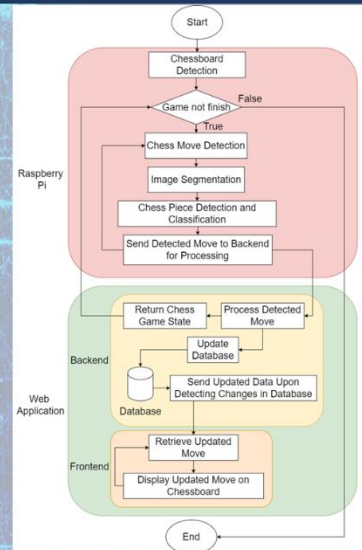 Start
Chessboard
Detection
Game not finish
False
True
Chess Move Detection
Raspberry
Pi
Image Segmentation
Chess Piece Detection and
Classification
Send Detected Move to Backend
for Processing
Return Chess
Game State
Process Detected
Move
Backend
Update
Database
Database
Send Updated Data Upon
Detecting Changes in Database
Web
Application
Frontend
Retrieve Updated
Move
Display Updated Move on
Chessboard
End